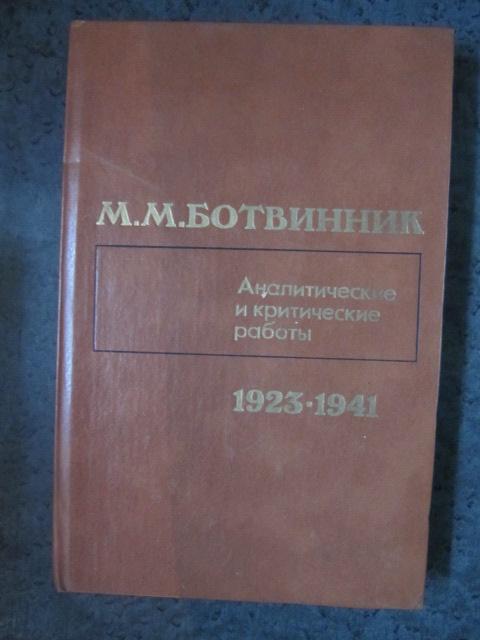 М.М.БОТВИННИК
Аналитические
и критические
работы
1923·1941